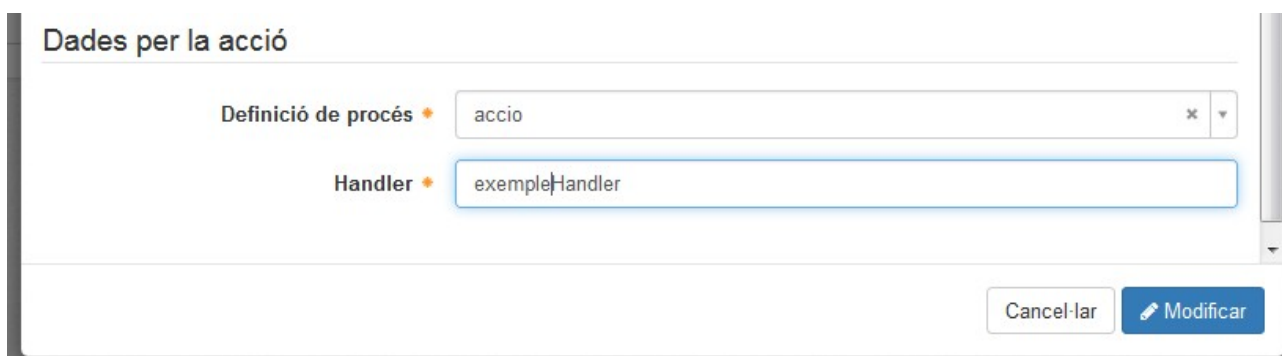 Dades per la acció
Definició de procés * accio
Handler * exempleHandler
Cancel·lar Modificar